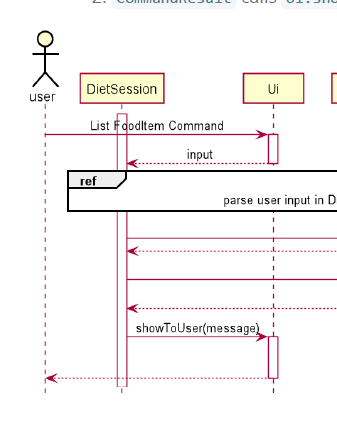 2. CommandResult calls Ui.sho
user
DietSession
Ui
List FoodItem Command
input
ref
parse user input in Di
showToUser(message)